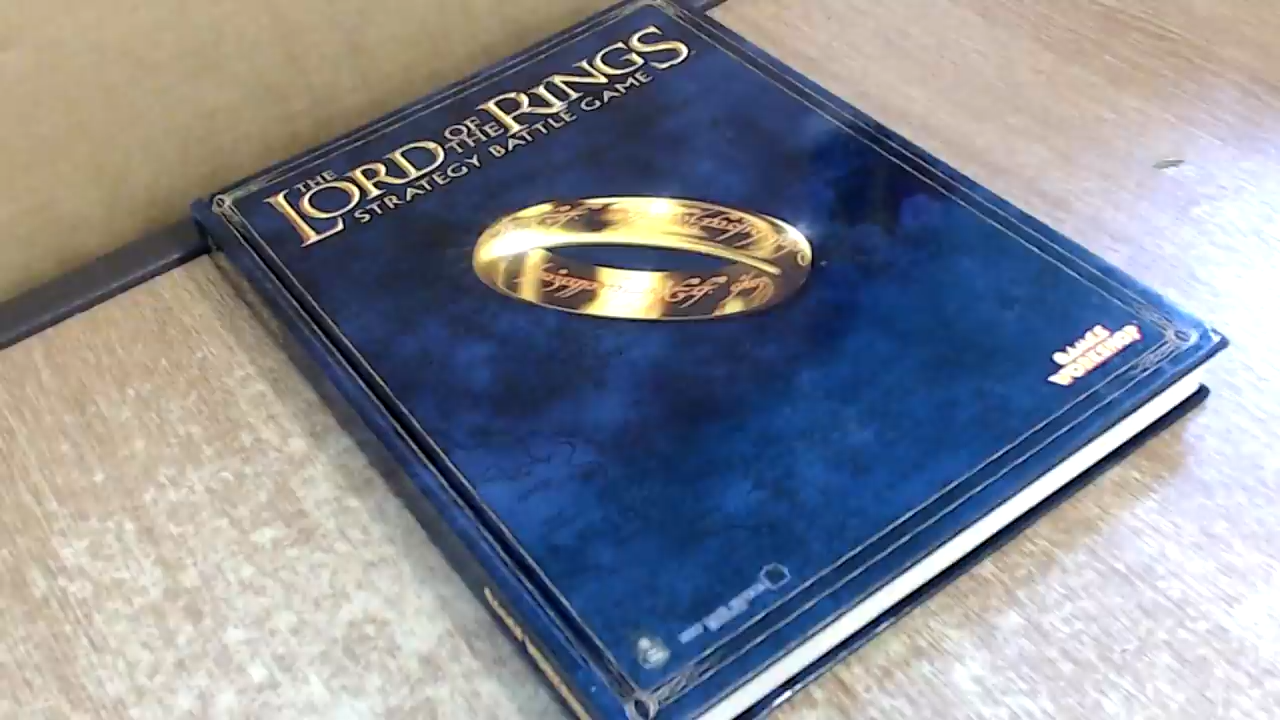 THE
LORD OF THE RINGS
STRATEGY BATTLE GAME
GAMES
WORKSHOP